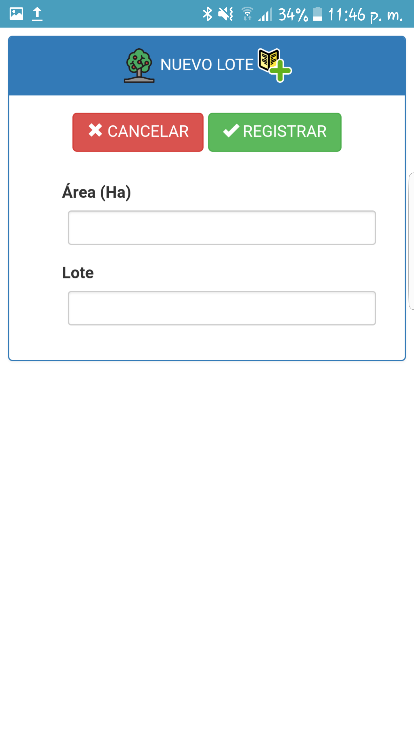 34% 11:46 p. m.
NUEVO LOTE
CANCELAR REGISTRAR
Área (Ha)
Lote